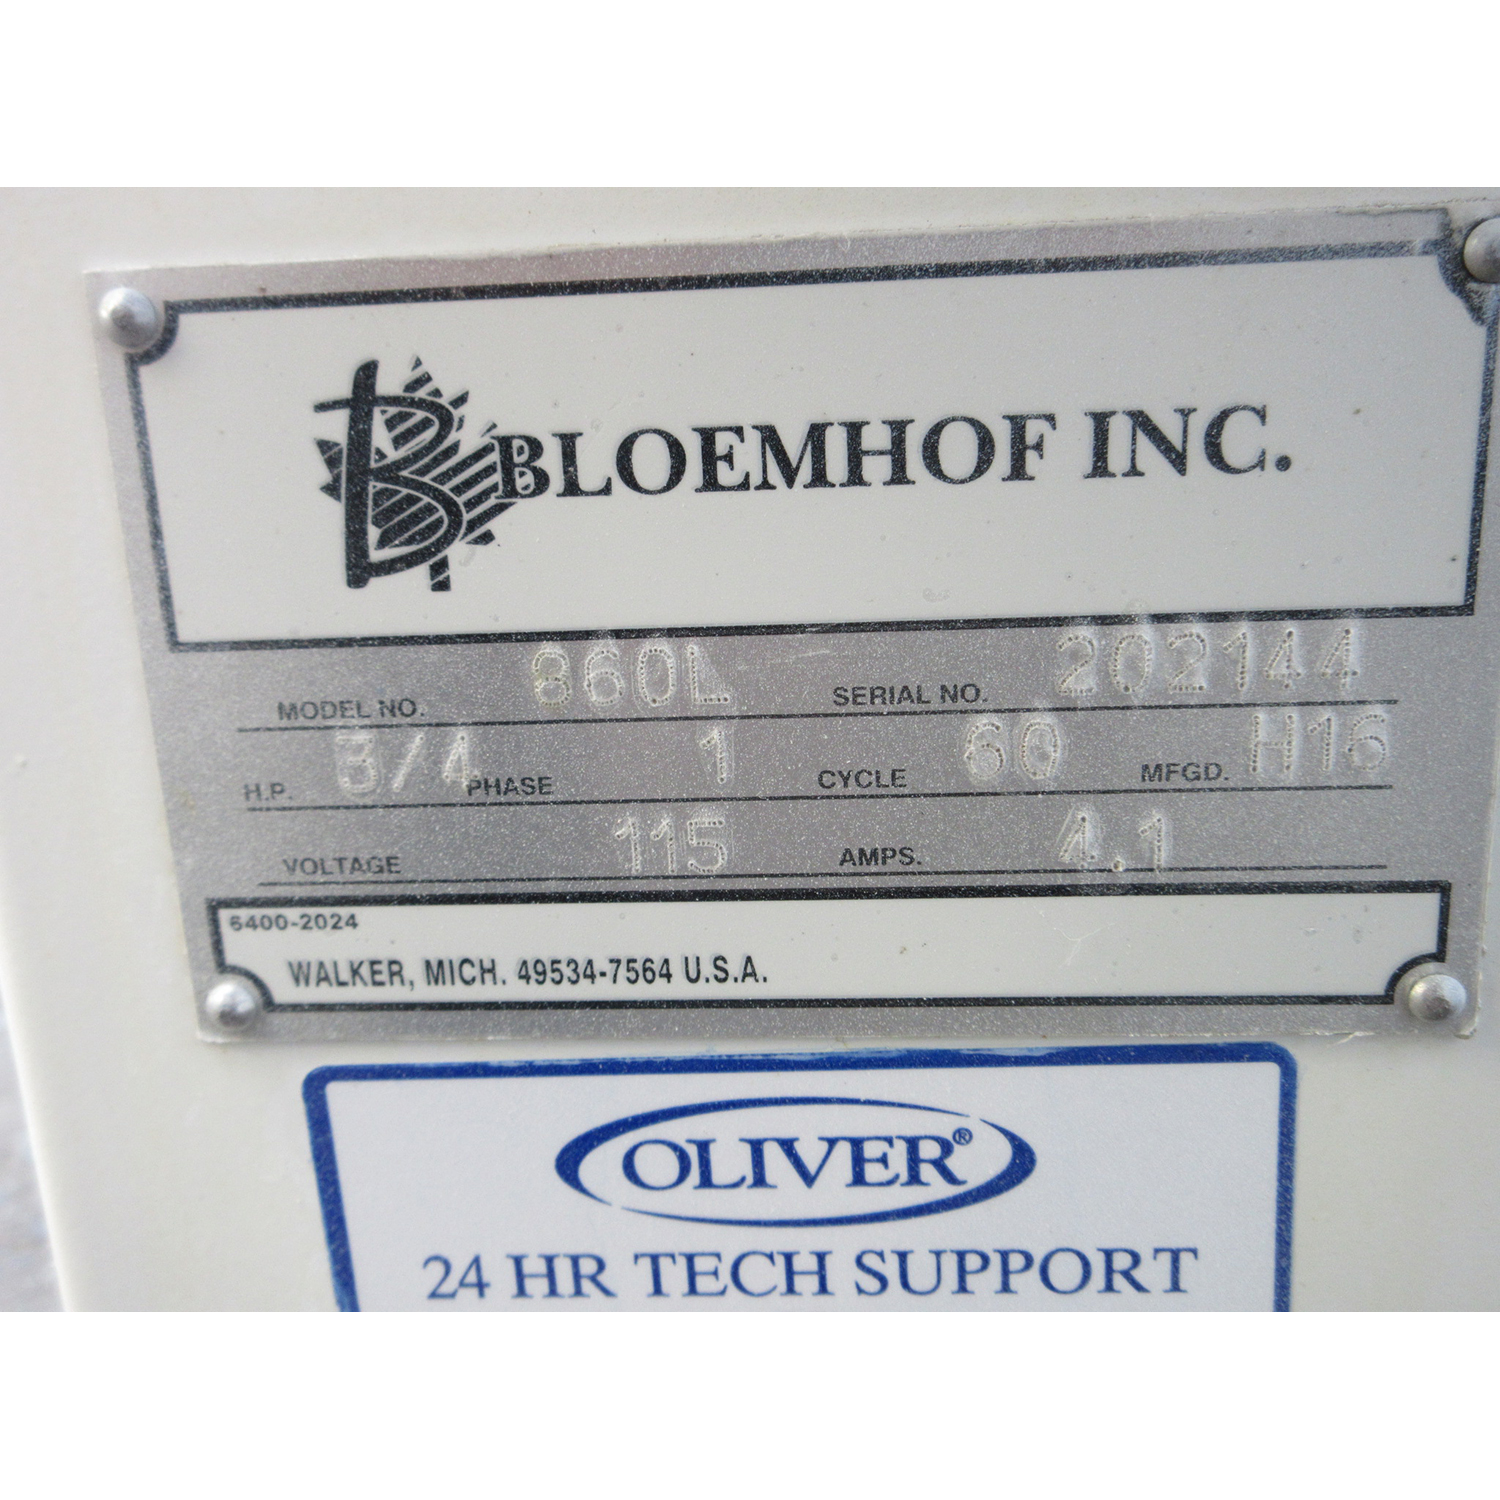 BLOEMHOF INC.
MODEL NO. 860L SERIAL NO. 202144
H.P. 3/4 PHASE 1 CYCLE 60 MFGD. H16
VOLTAGE 115 AMPS. 4.1
6400-2024
WALKER, MICH. 49534-7564 U.S.A.
OLIVER®
24 HR TECH SUPPORT